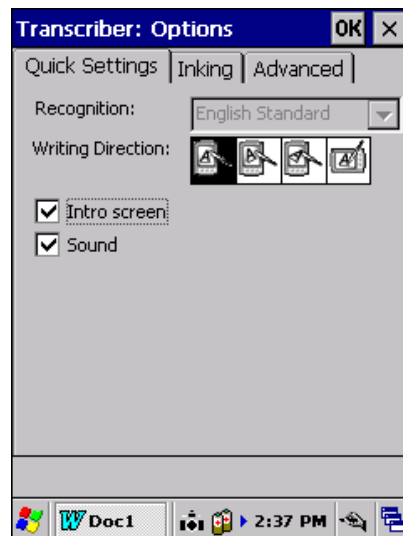 Transcriber: Options OK
Quick Settings Inking Advanced
Recognition: English Standard
Writing Direction: A A A A
Intro screen
Sound
Doc1 2:37 PM